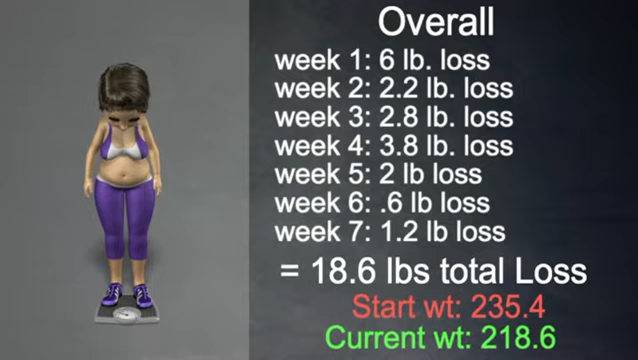 Overall
week 1: 6 lb. loss
week 2: 2.2 lb. loss
week 3: 2.8 lb. loss
week 4: 3.8 lb. loss
week 5: 2 lb loss
week 6: .6 lb loss
week 7: 1.2 lb loss
= 18.6 lbs total Loss
Start wt: 235.4
Current wt: 218.6